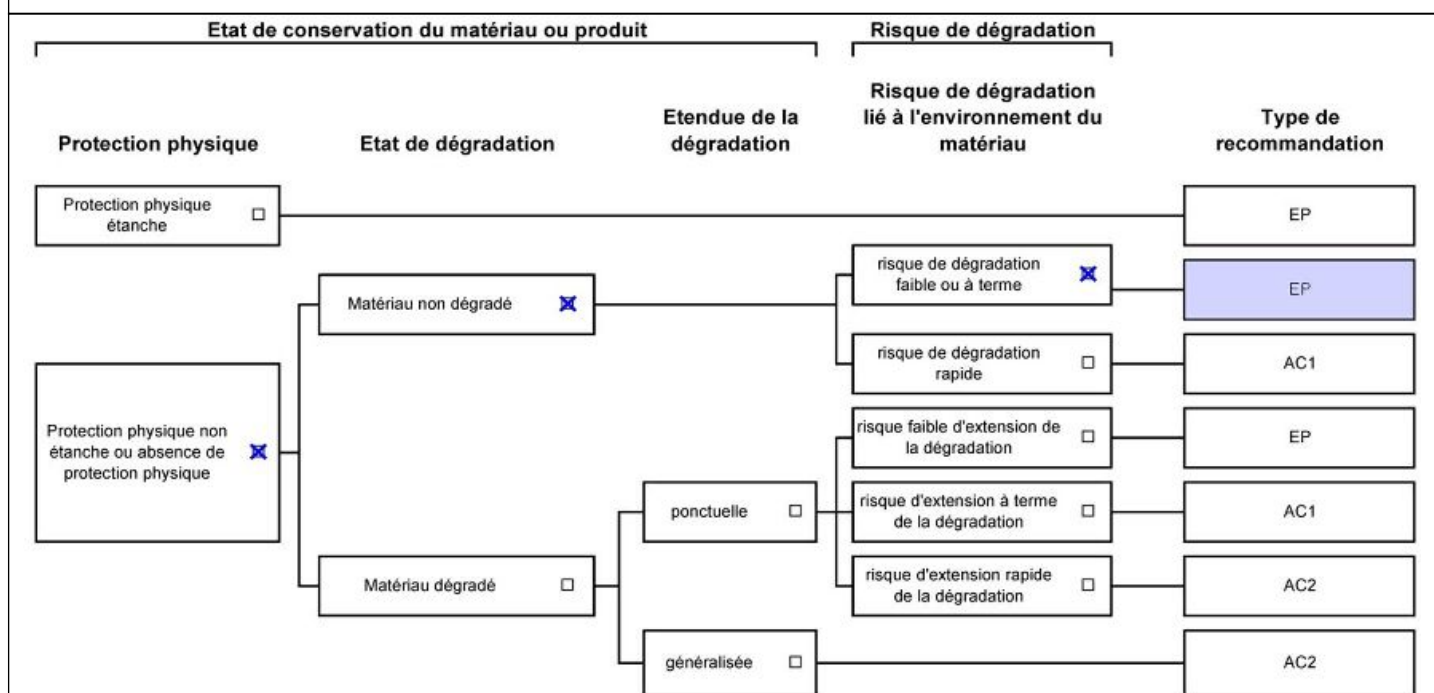 Etat de conservation du matériau ou produit
Risque de dégradation
Protection physique
Etat de dégradation
Etendue de la
dégradation
Risque de dégradation
lié à l'environnement du
matériau
Type de
recommandation
Protection physique
étanche
EP
Matériau non dégradé
risque de dégradation
faible ou à terme
EP
risque de dégradation
rapide
AC1
Protection physique non
étanche ou absence de
protection physique
risque faible d'extension de
la dégradation
EP
ponctuelle
risque d'extension à terme
de la dégradation
AC1
Matériau dégradé
risque d'extension rapide
de la dégradation
AC2
généralisée
AC2